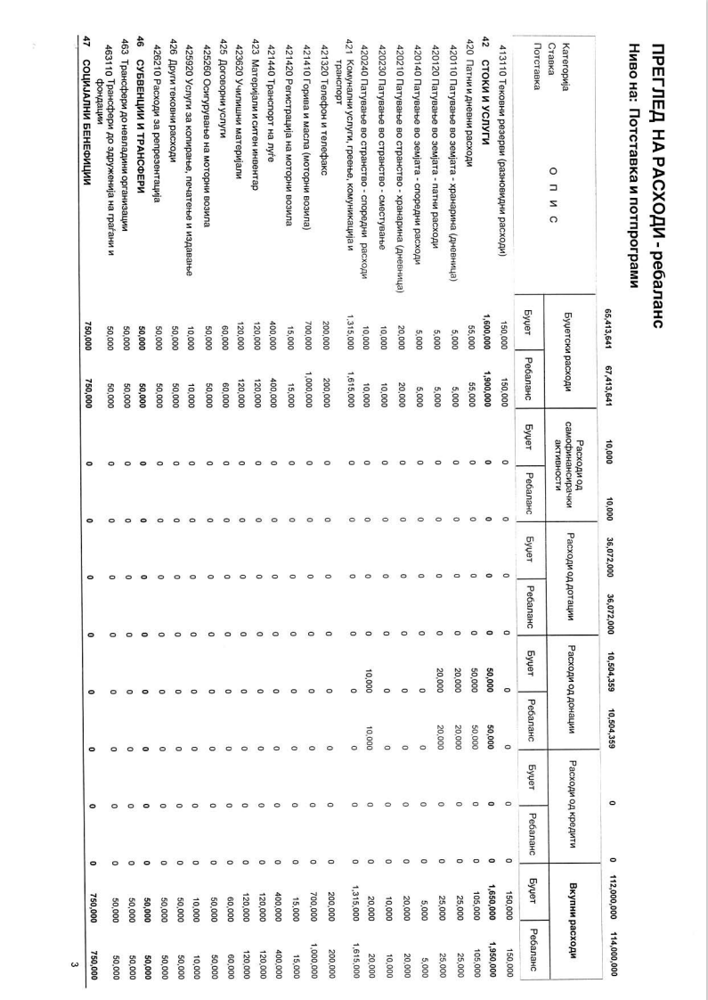 ПРЕГЛЕД НА РАСХОДИ - ребаланс
Ниво на: Потставка и потпрограми
65,413,641 67,413,641 10,000 10,000 36,072,000 36,072,000 10,504,359 10,504,359 0 0 112,000,000 114,000,000
Категорија
Ставка
Потставка
О П И С
Буџетски расходи
Расходи од самофинансирачки активности
Расходи од дотации
Расходи од донации
Расходи од кредити
Вкупни расходи
Буџет Ребаланс Буџет Ребаланс Буџет Ребаланс Буџет Ребаланс Буџет Ребаланс Буџет Ребаланс
413110 Тековни резерви (разновидни расходи) 150,000 150,000 0 0 0 0 0 0 0 0 150,000 150,000
42 СТОКИ И УСЛУГИ 1,600,000 1,900,000 0 0 0 0 50,000 50,000 0 0 1,650,000 1,950,000
420 Патни и дневни расходи 55,000 55,000 0 0 0 0 50,000 50,000 0 0 105,000 105,000
420110 Патување во земјата - хранарина (дневница) 5,000 5,000 0 0 0 0 20,000 20,000 0 0 25,000 25,000
420120 Патување во земјата - патни расходи 5,000 5,000 0 0 0 0 20,000 20,000 0 0 25,000 25,000
420140 Патување во земјата - споредни расходи 5,000 5,000 0 0 0 0 0 0 0 0 5,000 5,000
420210 Патување во странство - хранарина (дневница) 20,000 20,000 0 0 0 0 0 0 0 0 20,000 20,000
420230 Патување во странство - сместување 10,000 10,000 0 0 0 0 0 0 0 0 10,000 10,000
420240 Патување во странство - споредни расходи 10,000 10,000 0 0 0 0 10,000 10,000 0 0 20,000 20,000
421 Комунални услуги, греење, комуникација и транспорт 1,315,000 1,615,000 0 0 0 0 0 0 0 0 1,315,000 1,615,000
421320 Телефон и телефакс 200,000 200,000 0 0 0 0 0 0 0 0 200,000 200,000
421410 Горива и масла (моторни возила) 700,000 1,000,000 0 0 0 0 0 0 0 0 700,000 1,000,000
421420 Регистрација на моторни возила 15,000 15,000 0 0 0 0 0 0 0 0 15,000 15,000
421440 Транспорт на луѓе 400,000 400,000 0 0 0 0 0 0 0 0 400,000 400,000
423 Материјали и ситен инвентар 120,000 120,000 0 0 0 0 0 0 0 0 120,000 120,000
423620 Училишни материјали 120,000 120,000 0 0 0 0 0 0 0 0 120,000 120,000
425 Договорни услуги 60,000 60,000 0 0 0 0 0 0 0 0 60,000 60,000
425260 Осигурување на моторни возила 50,000 50,000 0 0 0 0 0 0 0 0 50,000 50,000
425920 Услуги за копирање, печатење и издавање 10,000 10,000 0 0 0 0 0 0 0 0 10,000 10,000
426 Други тековни расходи 50,000 50,000 0 0 0 0 0 0 0 0 50,000 50,000
426210 Расходи за репрезентација 50,000 50,000 0 0 0 0 0 0 0 0 50,000 50,000
46 СУБВЕНЦИИ И ТРАНСФЕРИ 50,000 50,000 0 0 0 0 0 0 0 0 50,000 50,000
463 Трансфери до невладини организации 50,000 50,000 0 0 0 0 0 0 0 0 50,000 50,000
463110 Трансфери до здруженија на граѓани и фондации 50,000 50,000 0 0 0 0 0 0 0 0 50,000 50,000
47 СОЦИЈАЛНИ БЕНЕФИЦИИ 750,000 750,000 0 0 0 0 0 0 0 0 750,000 750,000
3